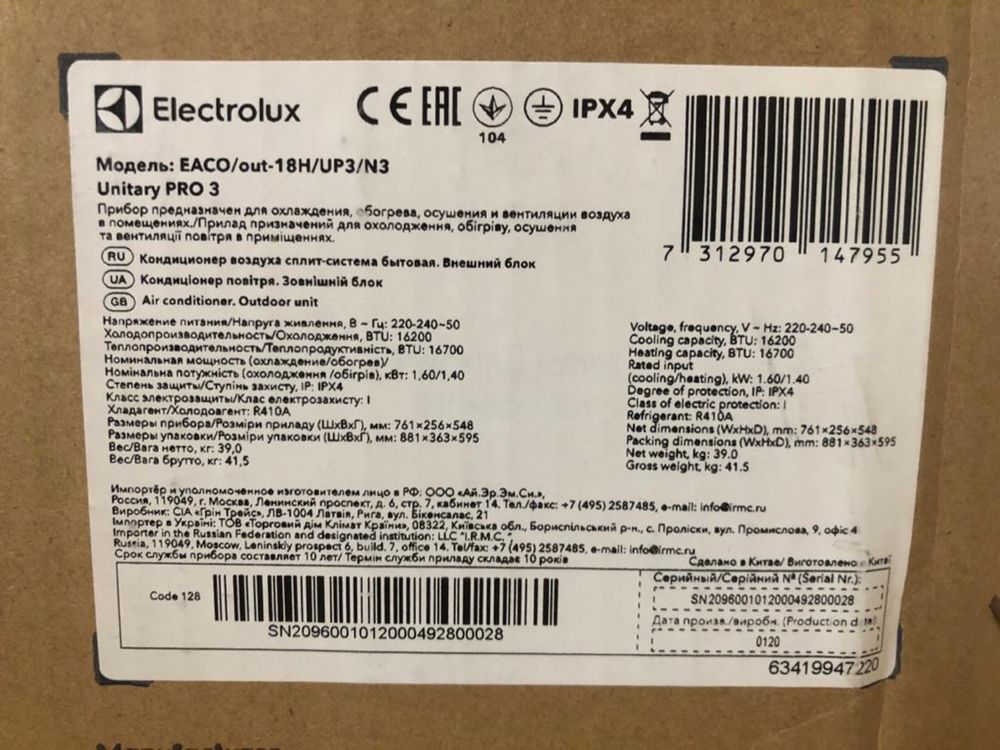 Electrolux
CE EAC
104
IPX4
Модель: EACO/out-18H/UP3/N3
Unitary PRO 3
Прибор предназначен для охлаждения, обогрева, осушения и вентиляции воздуха
в помещениях./Прилад призначений для охолодження, обігріву, осушення
та вентиляції повітря в приміщеннях.
7 312970 147955
RU Кондиционер воздуха сплит-система бытовая. Внешний блок
UA Кондиціонер повітря. Зовнішній блок
GB Air conditioner. Outdoor unit
Напряжение питания/Напруга живлення, В ~ Гц: 220-240~50
Холодопроизводительность/Охолодження, BTU: 16200
Теплопроизводительность/Теплопродуктивність, BTU: 16700
Номинальная мощность (охлаждение/обогрев)/
Номінальна потужність (охолодження /обігрів), кВт: 1,60/1,40
Степень защиты/Ступінь захисту, IP: IPX4
Класс электрозащиты/Клас електрозахисту: I
Хладагент/Холодоагент: R410A
Размеры прибора/Розміри приладу (ШxВxГ), мм: 761×256×548
Размеры упаковки/Розміри упаковки (ШxВxГ), мм: 881×363×595
Вес/Вага нетто, кг: 39,0
Вес/Вага брутто, кг: 41,5
Voltage, frequency, V ~ Hz: 220-240~50
Cooling capacity, BTU: 16200
Heating capacity, BTU: 16700
Rated input
(cooling/heating), kW: 1.60/1.40
Degree of protection, IP: IPX4
Class of electric protection: I
Refrigerant: R410A
Net dimensions (WxHxD), mm: 761×256×548
Packing dimensions (WxHxD), mm: 881×363×595
Net weight, kg: 39.0
Gross weight, kg: 41.5
Импортёр и уполномоченное изготовителем лицо в РФ: ООО «Ай.Эр.Эм.Си.»,
Россия, 119049, г. Москва, Ленинский проспект, д. 6, стр. 7, кабинет 14. Тел./факс: +7 (495) 2587485, e-mail: info@irmc.ru
Виробник: СІА «Грін Трейс», ЛВ-1004 Латвія, Рига, вул. Бікенсалас, 21
Імпортер в Україні: ТОВ «Торговий дім Клімат Країни», 08322, Київська обл., Бориспільський р-н., с. Проліски, вул. Промислова, 9, офіс 4
Importer in the Russian Federation and designated institution: LLC "I.R.M.C."
Russia, 119049, Moscow, Leninskiy prospect 6, build. 7, office 14. Tel/fax: +7 (495) 2587485, e-mail: info@irmc.ru
Срок службы прибора составляет 10 лет/ Термін служби приладу складає 10 років
Сделано в Китае/ Виготовлено Китаї
Code 128
SN2096001012000492800028
Серийный/Серійний № (Serial Nr.):
SN2096001012000492800028
Дата произв./виробн. (Production date)
0120
63419947220